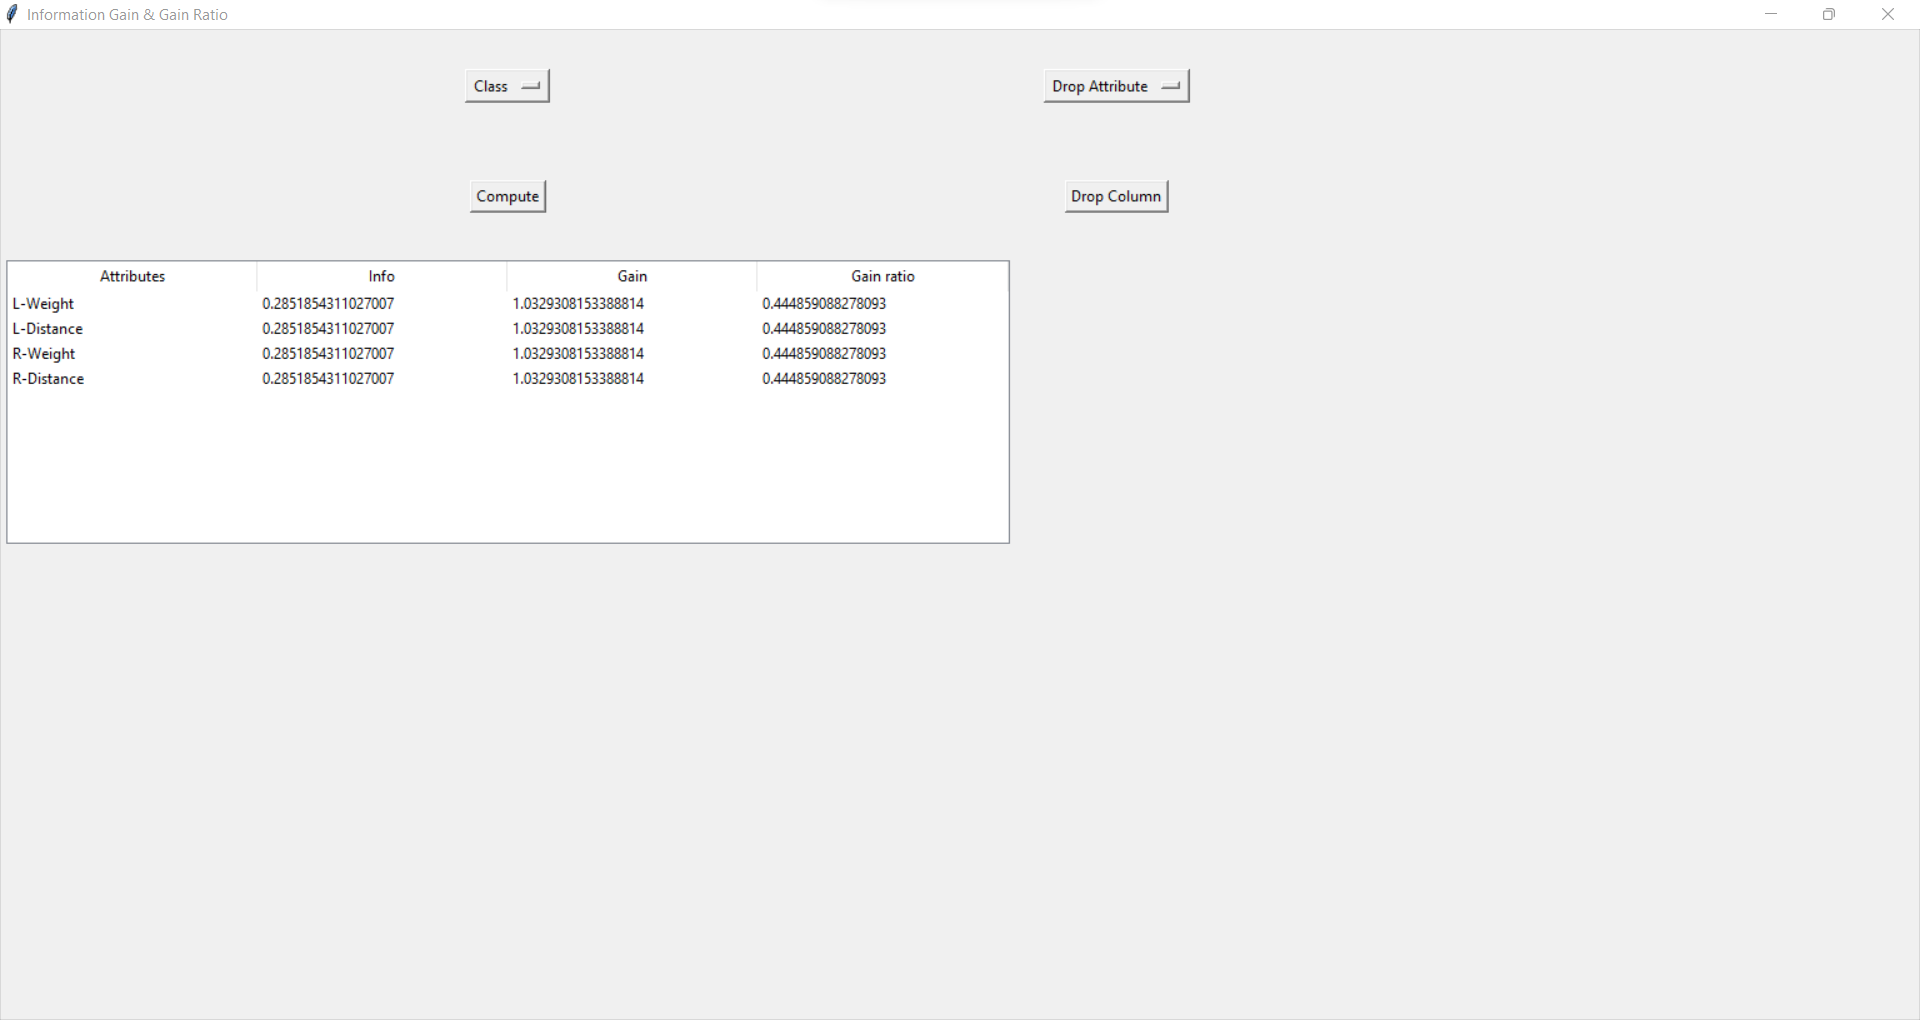 Information Gain & Gain Ratio
Class Drop Attribute
Compute Drop Column
Attributes Info Gain Gain ratio
L-Weight 0.2851854311027007 1.0329308153388814 0.444859088278093
L-Distance 0.2851854311027007 1.0329308153388814 0.444859088278093
R-Weight 0.2851854311027007 1.0329308153388814 0.444859088278093
R-Distance 0.2851854311027007 1.0329308153388814 0.444859088278093